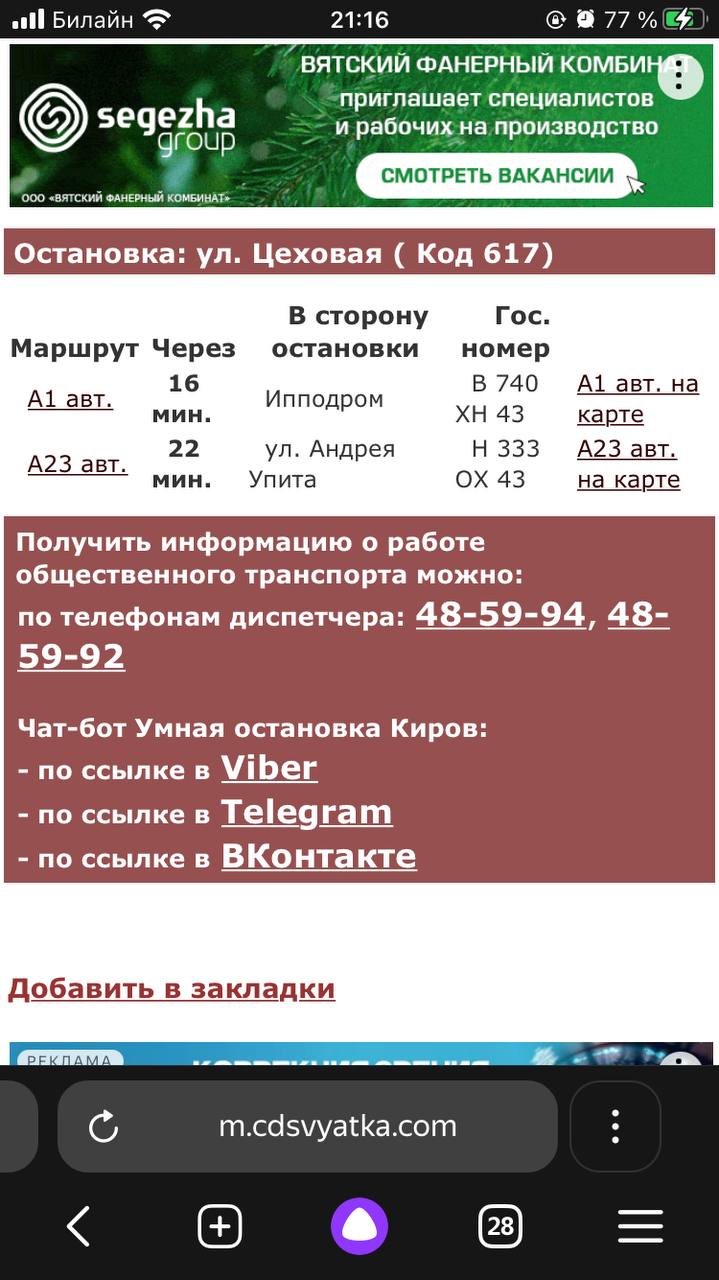 Билайн 21:16 77 %
ВЯТСКИЙ ФАНЕРНЫЙ КОМБИНАТ
приглашает специалистов
и рабочих на производство
segezha
group
СМОТРЕТЬ ВАКАНСИИ
ООО «ВЯТСКИЙ ФАНЕРНЫЙ КОМБИНАТ»
Остановка: ул. Цеховая ( Код 617)
В сторону Гос.
Маршрут Через остановки номер
А1 авт. 16 мин. Ипподром В 740 ХН 43 А1 авт. на карте
А23 авт. 22 мин. ул. Андрея Упита Н 333 ОХ 43 А23 авт. на карте
Получить информацию о работе
общественного транспорта можно:
по телефонам диспетчера: 48-59-94, 48-
59-92
Чат-бот Умная остановка Киров:
- по ссылке в Viber
- по ссылке в Telegram
- по ссылке в ВКонтакте
Добавить в закладки
РЕКЛАМА
КОРРЕКЦИЯ ЗРЕНИЯ
m.cdsvyatka.com
28